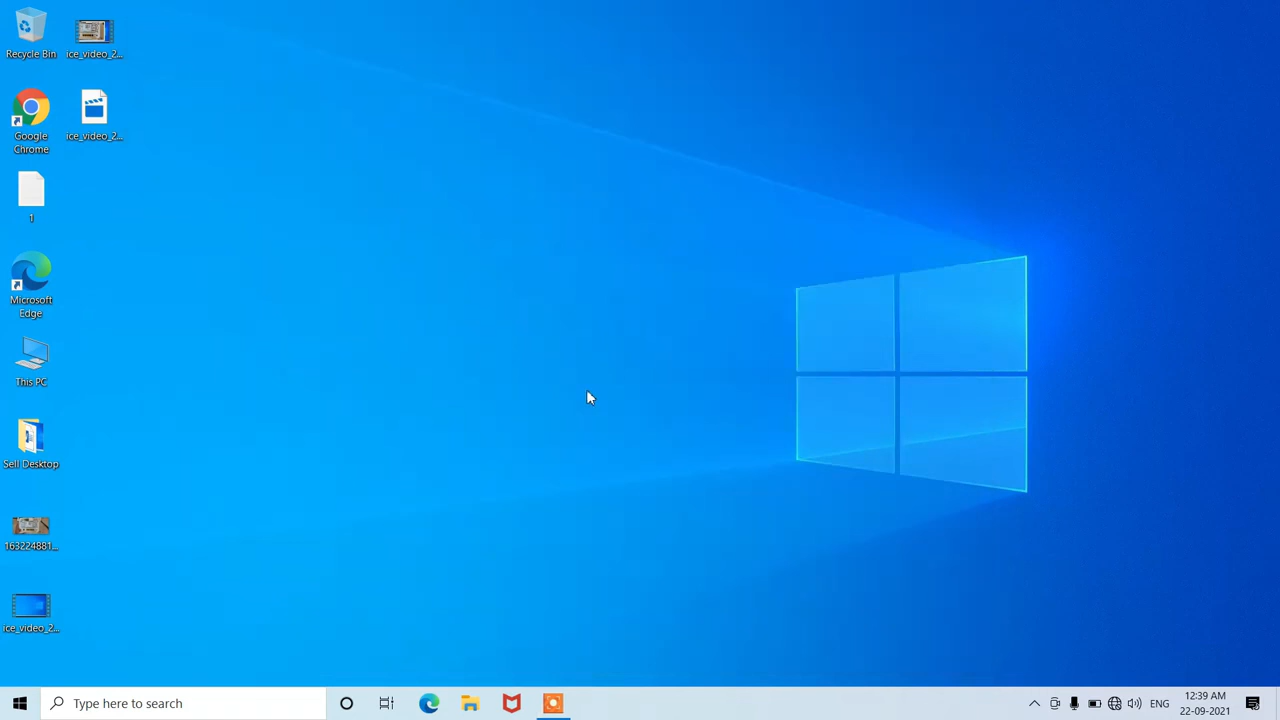 Recycle Bin
ice_video_2...
Google
Chrome
ice_video_2...
1
Microsoft
Edge
This PC
Sell Desktop
163224881...
ice_video_2...
Type here to search
ENG
12:39 AM
22-09-2021